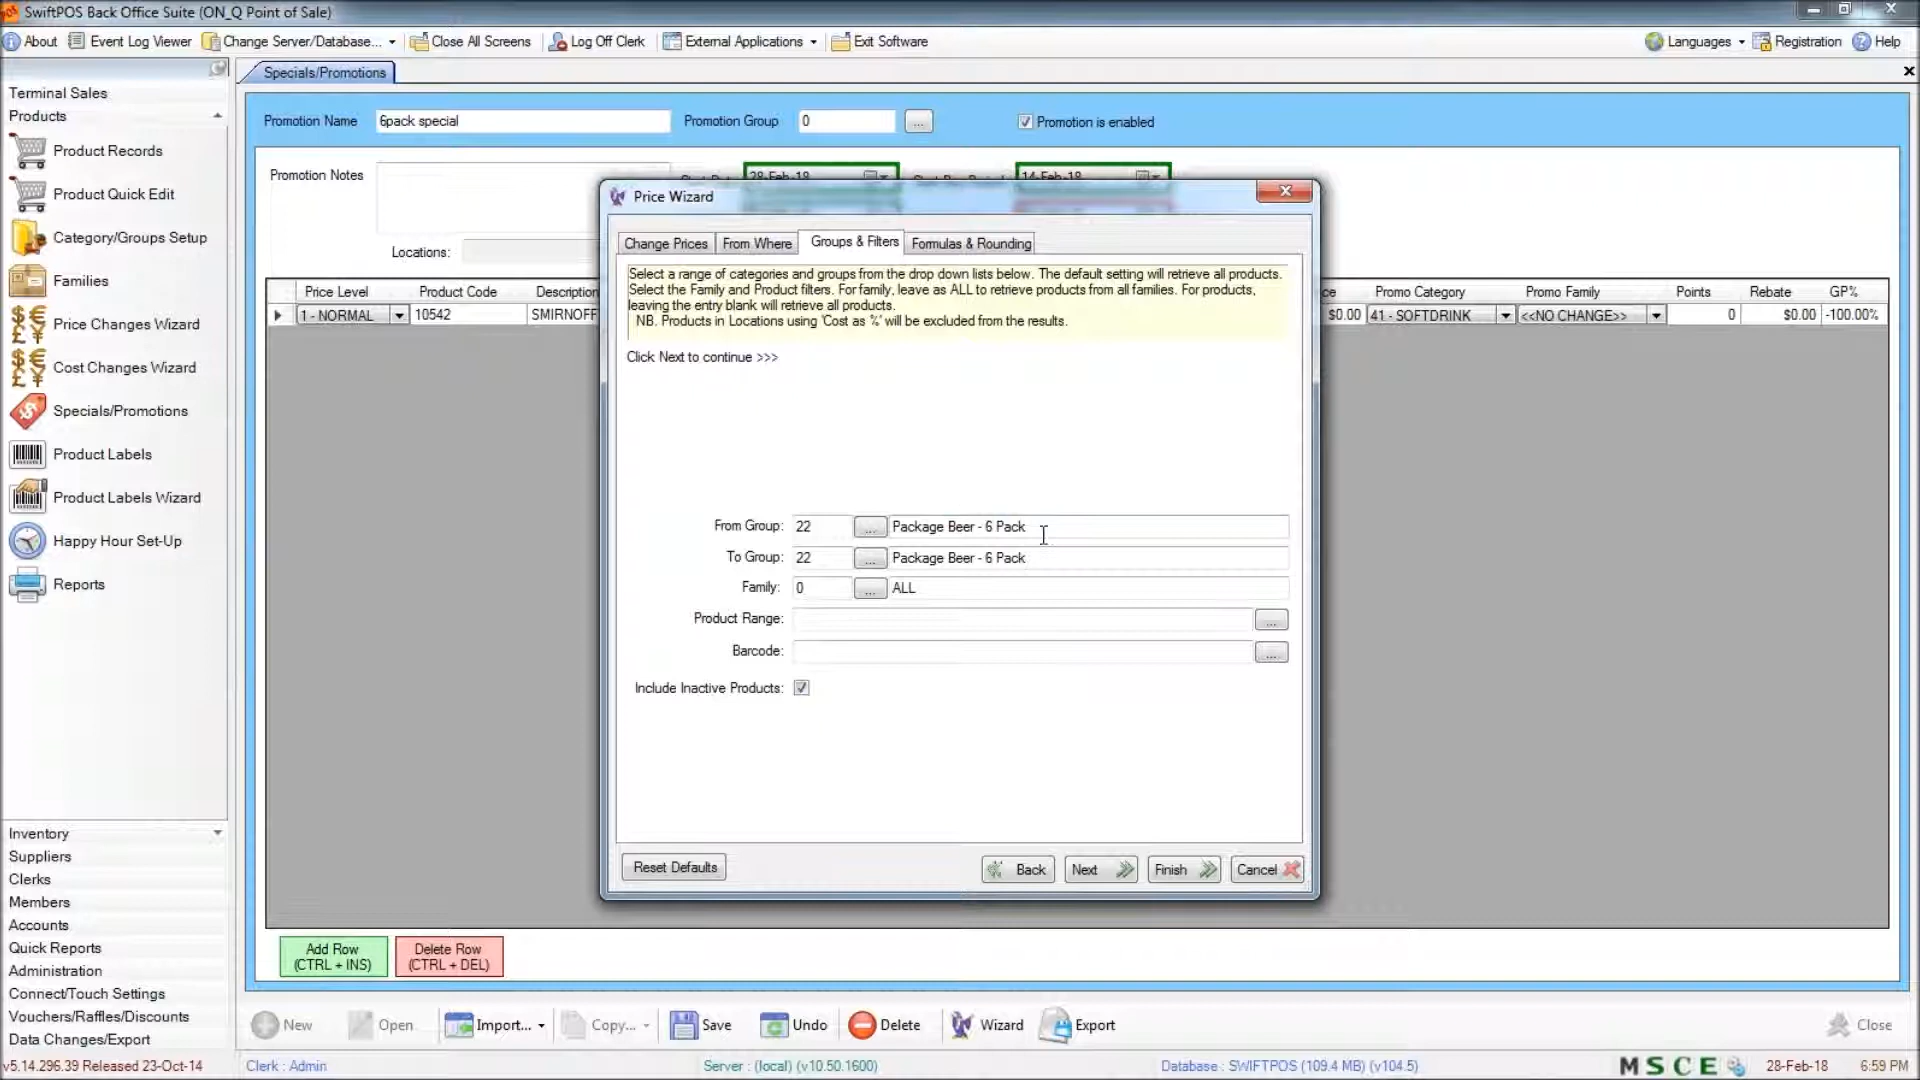 SwiftPOS Back Office Suite (ON_Q Point of Sale)
About Event Log Viewer Change Server/Database... Close All Screens Log Off Clerk External Applications Exit Software Languages Registration Help
Specials/Promotions
Terminal Sales
Products
Product Records
Product Quick Edit
Category/Groups Setup
Families
Price Changes Wizard
Cost Changes Wizard
Specials/Promotions
Product Labels
Product Labels Wizard
Happy Hour Set-Up
Reports
Inventory
Suppliers
Clerks
Members
Accounts
Quick Reports
Administration
Connect/Touch Settings
Vouchers/Raffles/Discounts
Data Changes/Export
Promotion Name 6pack special Promotion Group 0 ... Promotion is enabled
Promotion Notes 28-Feb-18 14-Feb-18
Locations:
Price Level Product Code Description Promo Category Promo Family Points Rebate GP%
1 - NORMAL 10542 SMIRNOFF $0.00 41 - SOFTDRINK <<NO CHANGE>> 0 $0.00 -100.00%
Price Wizard
Change Prices From Where Groups & Filters Formulas & Rounding
Select a range of categories and groups from the drop down lists below. The default setting will retrieve all products.
Select the Family and Product filters. For family, leave as ALL to retrieve products from all families. For products,
leaving the entry blank will retrieve all products.
NB. Products in Locations using 'Cost as %' will be excluded from the results.
Click Next to continue >>>
From Group: 22 ... Package Beer - 6 Pack
To Group: 22 ... Package Beer - 6 Pack
Family: 0 ... ALL
Product Range: ...
Barcode: ...
Include Inactive Products:
Reset Defaults Back Next Finish Cancel
Add Row
(CTRL + INS)
Delete Row
(CTRL + DEL)
New Open Import... Copy... Save Undo Delete Wizard Export Close
v5.14.296.39 Released 23-Oct-14 Clerk : Admin Server : (local) (v10.50.1600) Database : SWIFTPOS (109.4 MB) (v104.5) M S C E 28-Feb-18 6:59 PM